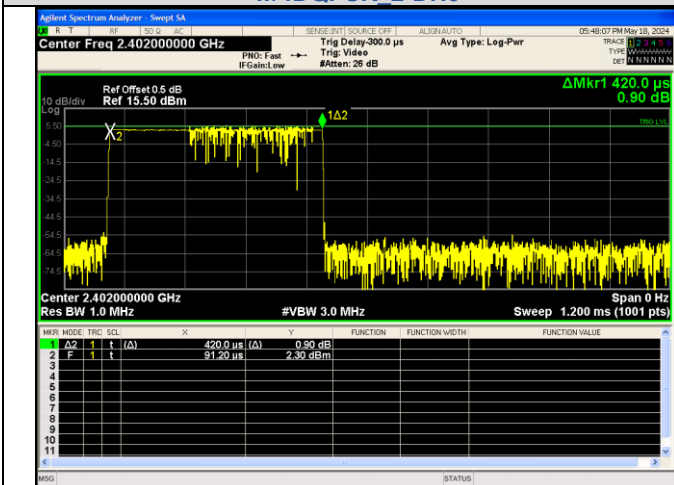 Agilent Spectrum Analyzer - Swept SA
R T RF 50 Ω AC SENSE:INT SOURCE OFF ALIGN AUTO 05:48:07 PM May 18, 2024
Center Freq 2.402000000 GHz
PNO: Fast
IFGain:Low
Trig Delay-300.0 µs
Trig: Video
#Atten: 26 dB
Avg Type: Log-Pwr
TRACE 1 2 3 4 5 6
TYPE
DET N N N N N N
Ref Offset 0.5 dB
10 dB/div Ref 15.50 dBm
Log
ΔMkr1 420.0 µs
0.90 dB
1Δ2
TRIG LVL
X2
5.50
-4.50
-14.5
-24.5
-34.5
-44.5
-54.5
-64.5
-74.5
Center 2.402000000 GHz Span 0 Hz
Res BW 1.0 MHz #VBW 3.0 MHz Sweep 1.200 ms (1001 pts)
MKR MODE TRC SCL X Y FUNCTION FUNCTION WIDTH FUNCTION VALUE
1 Δ2 1 t (Δ) 420.0 µs (Δ) 0.90 dB
2 F 1 t 91.20 µs 2.30 dBm
3
4
5
6
7
8
9
10
11
MSG STATUS